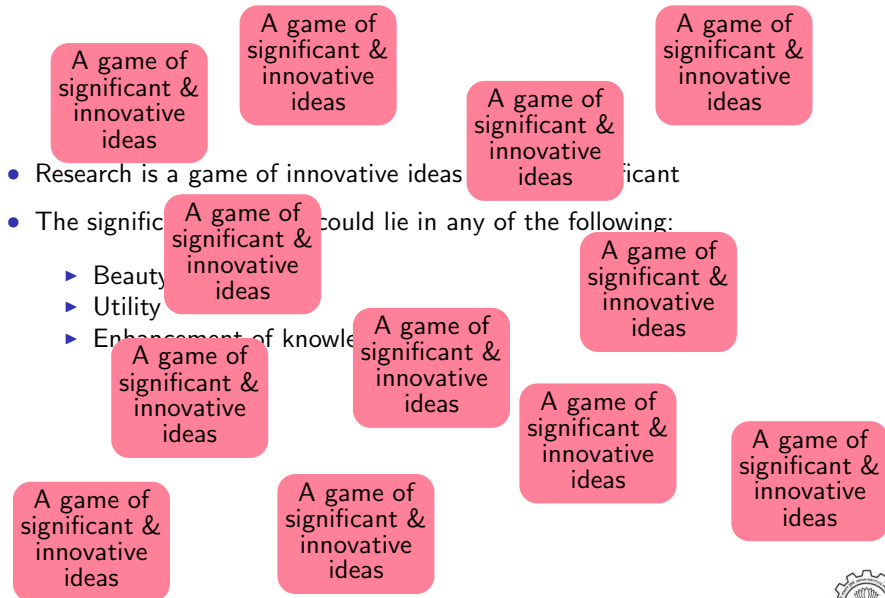 A game of
significant &
innovative
ideas
A game of
significant &
innovative
ideas
A game of
significant &
innovative
ideas
A game of
significant &
innovative
ideas
• Research is a game of innovative ideas ficant
• The signific could lie in any of the following:
A game of
significant &
innovative
ideas
A game of
significant &
innovative
ideas
▶ Beauty
▶ Utility
▶ Enhancement of knowle
A game of
significant &
innovative
ideas
A game of
significant &
innovative
ideas
A game of
significant &
innovative
ideas
A game of
significant &
innovative
ideas
A game of
significant &
innovative
ideas
A game of
significant &
innovative
ideas